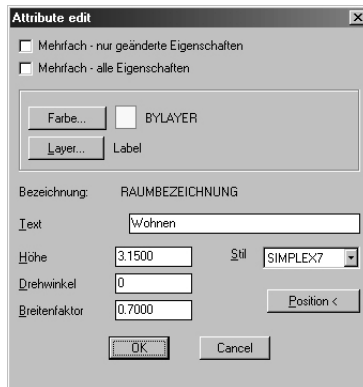 Attribute edit
Mehrfach - nur geänderte Eigenschaften
Mehrfach - alle Eigenschaften
Farbe... BYLAYER
Layer... Label
Bezeichnung: RAUMBEZEICHNUNG
Text Wohnen
Höhe 3.1500 Stil SIMPLEX7
Drehwinkel 0
Breitenfaktor 0.7000 Position <
OK Cancel